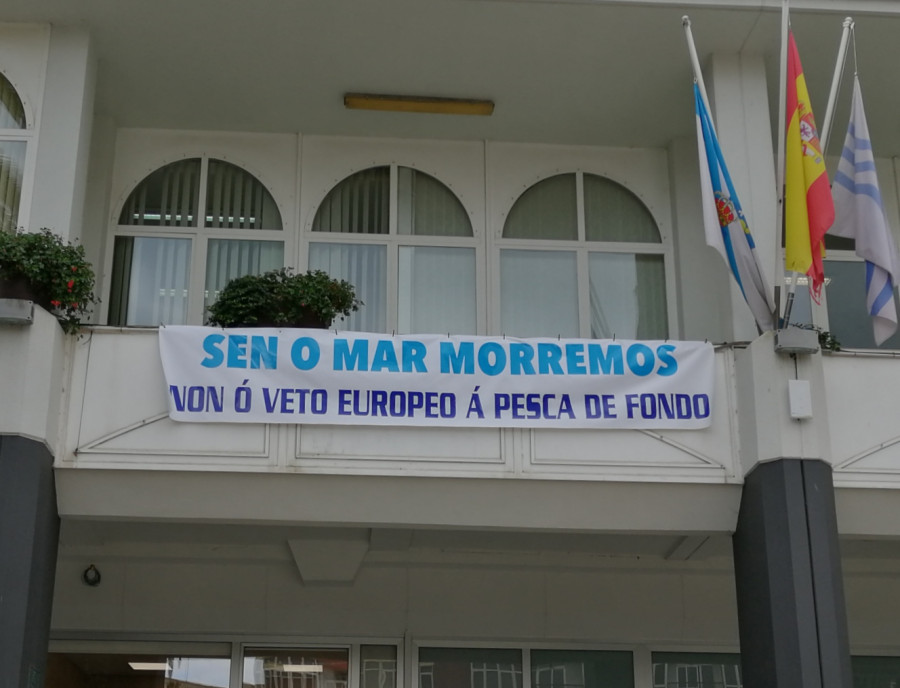 SEN O MAR MORREMOS
NON Ó VETO EUROPEO Á PESCA DE FONDO